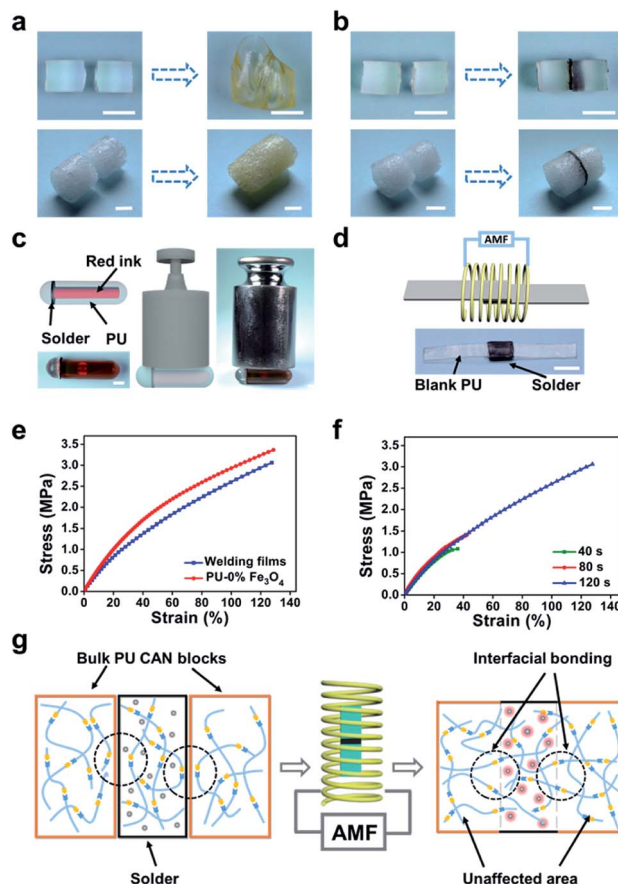 a
b
c
Red ink
Solder PU
d
AMF
Blank PU Solder
e
Stress (MPa)
3.5
3.0
2.5
2.0
1.5
1.0
0.5
0.0
Welding films
PU-0% Fe₃O₄
0 20 40 60 80 100 120 140
Strain (%)
f
Stress (MPa)
3.5
3.0
2.5
2.0
1.5
1.0
0.5
0.0
40 s
80 s
120 s
0 20 40 60 80 100 120 140
Strain (%)
g
Bulk PU CAN blocks
Interfacial bonding
AMF
Solder
Unaffected area